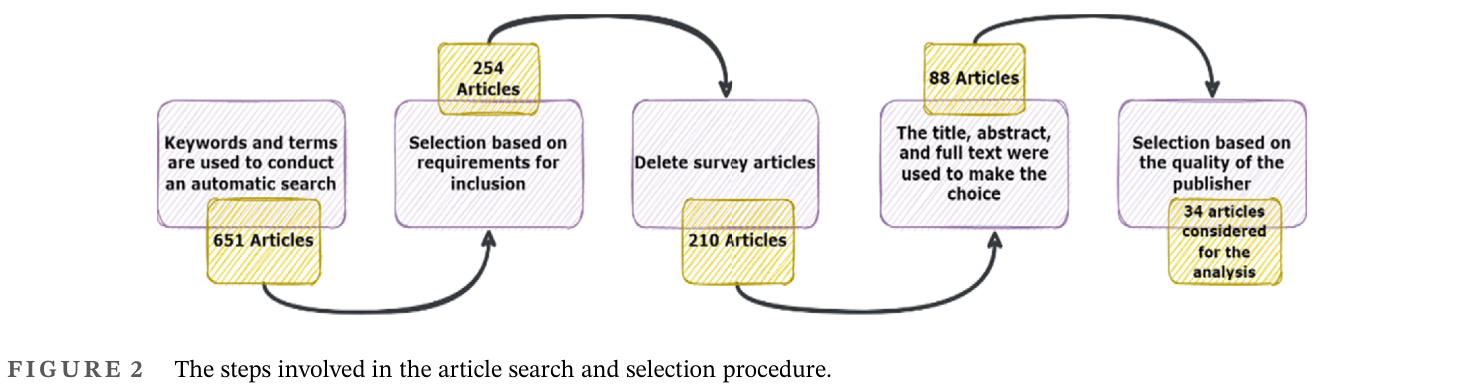 Keywords and terms
are used to conduct
an automatic search
651 Articles
254
Articles
Selection based on
requirements for
inclusion
Delete survey articles
210 Articles
88 Articles
The title, abstract,
and full text were
used to make the
choice
Selection based on
the quality of the
publisher
34 articles
considered
for the
analysis
FIGURE 2 The steps involved in the article search and selection procedure.